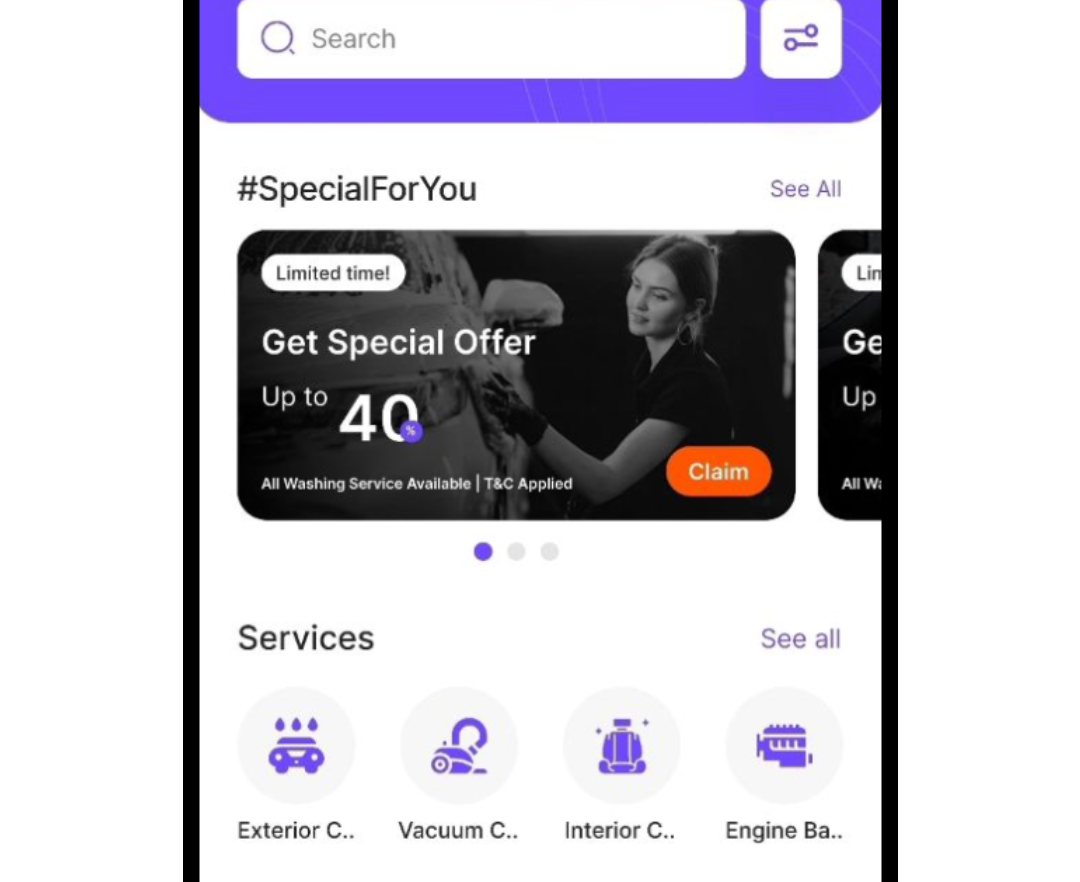 Search
#SpecialForYou
See All
Limited time!
Lin
Get Special Offer
Ge
Up to
40
%
Up
All Washing Service Available | T&C Applied
Claim
All Wa
Services
See all
Exterior C..
Vacuum C..
Interior C..
Engine Ba..